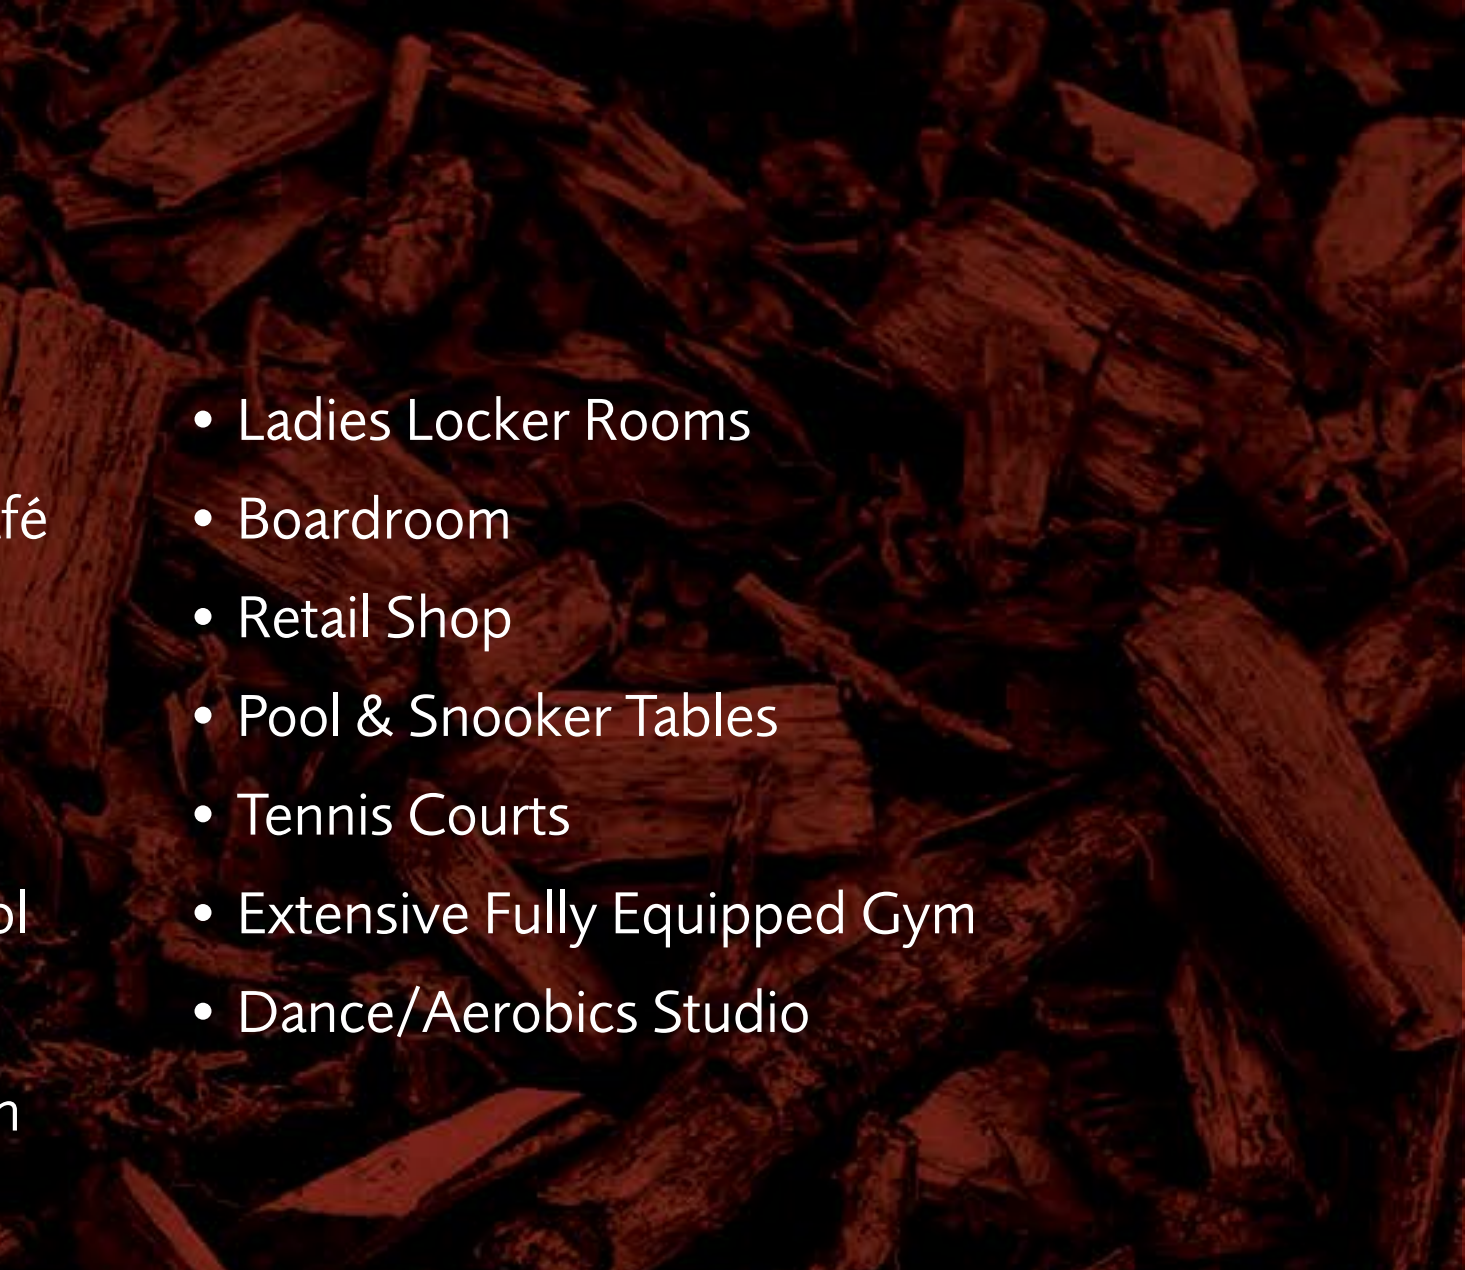 • Ladies Locker Rooms
• Boardroom
• Retail Shop
• Pool & Snooker Tables
• Tennis Courts
• Extensive Fully Equipped Gym
• Dance/Aerobics Studio